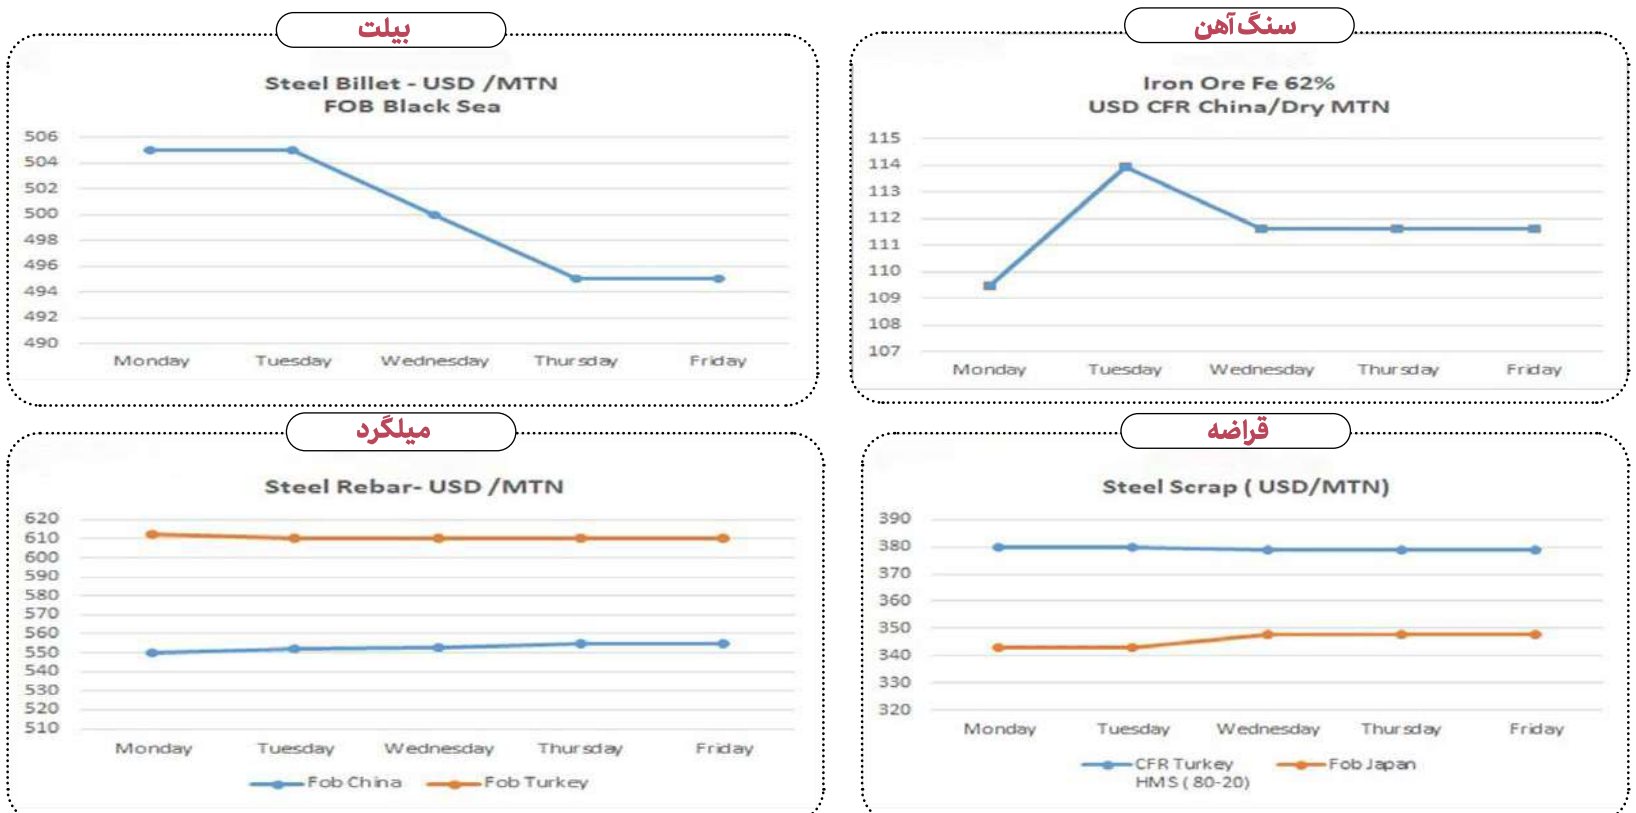 بیلت
Steel Billet - USD /MTN
FOB Black Sea
506
504
502
500
498
496
494
492
490
Monday Tuesday Wednesday Thursday Friday
سنگ‌آهن
Iron Ore Fe 62%
USD CFR China/Dry MTN
115
114
113
112
111
110
109
108
107
Monday Tuesday Wednesday Thursday Friday
میلگرد
Steel Rebar- USD /MTN
620
610
600
590
580
570
560
550
540
530
520
510
Monday Tuesday Wednesday Thursday Friday
Fob China Fob Turkey
قراضه
Steel Scrap ( USD/MTN)
390
380
370
360
350
340
330
320
Monday Tuesday Wednesday Thursday Friday
CFR Turkey Fob Japan
HMS ( 80-20)